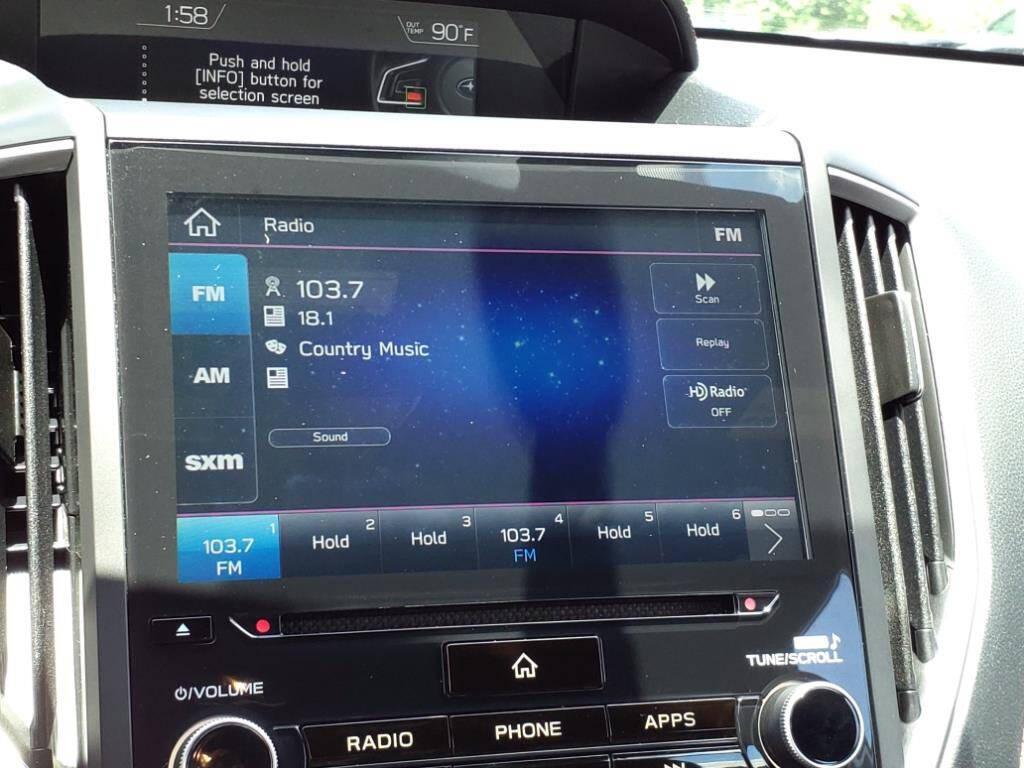 1:58
OUT TEMP 90°F
Push and hold
[INFO] button for
selection screen
Radio
FM
FM
103.7
18.1
Country Music
AM
sxm
Sound
Scan
Replay
HD Radio
OFF
1
103.7
FM
2
Hold
3
Hold
4
103.7
FM
5
Hold
6
Hold
TUNE/SCROLL
/VOLUME
RADIO
PHONE
APPS